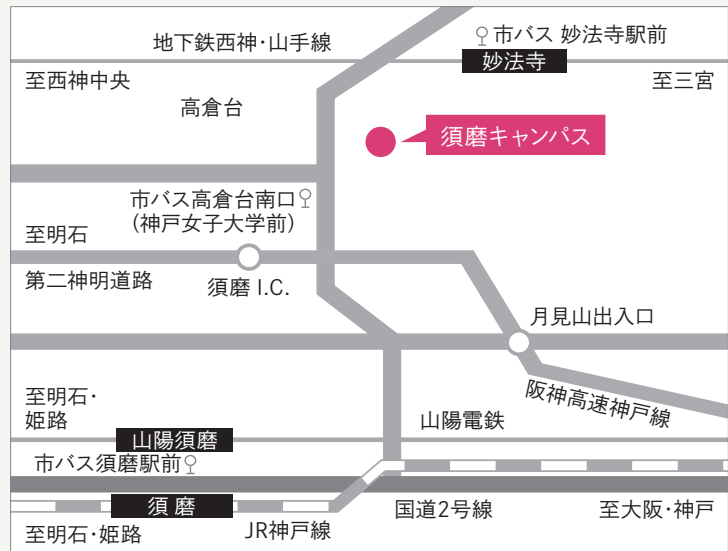 市バス 妙法寺駅前
地下鉄西神・山手線
妙法寺
至西神中央
至三宮
高倉台
須磨キャンパス
市バス高倉台南口
(神戸女子大学前)
至明石
第二神明道路
須磨 I.C.
月見山出入口
阪神高速神戸線
至明石・
姫路
山陽電鉄
山陽須磨
市バス須磨駅前
須磨
国道2号線
至大阪・神戸
至明石・姫路
JR神戸線